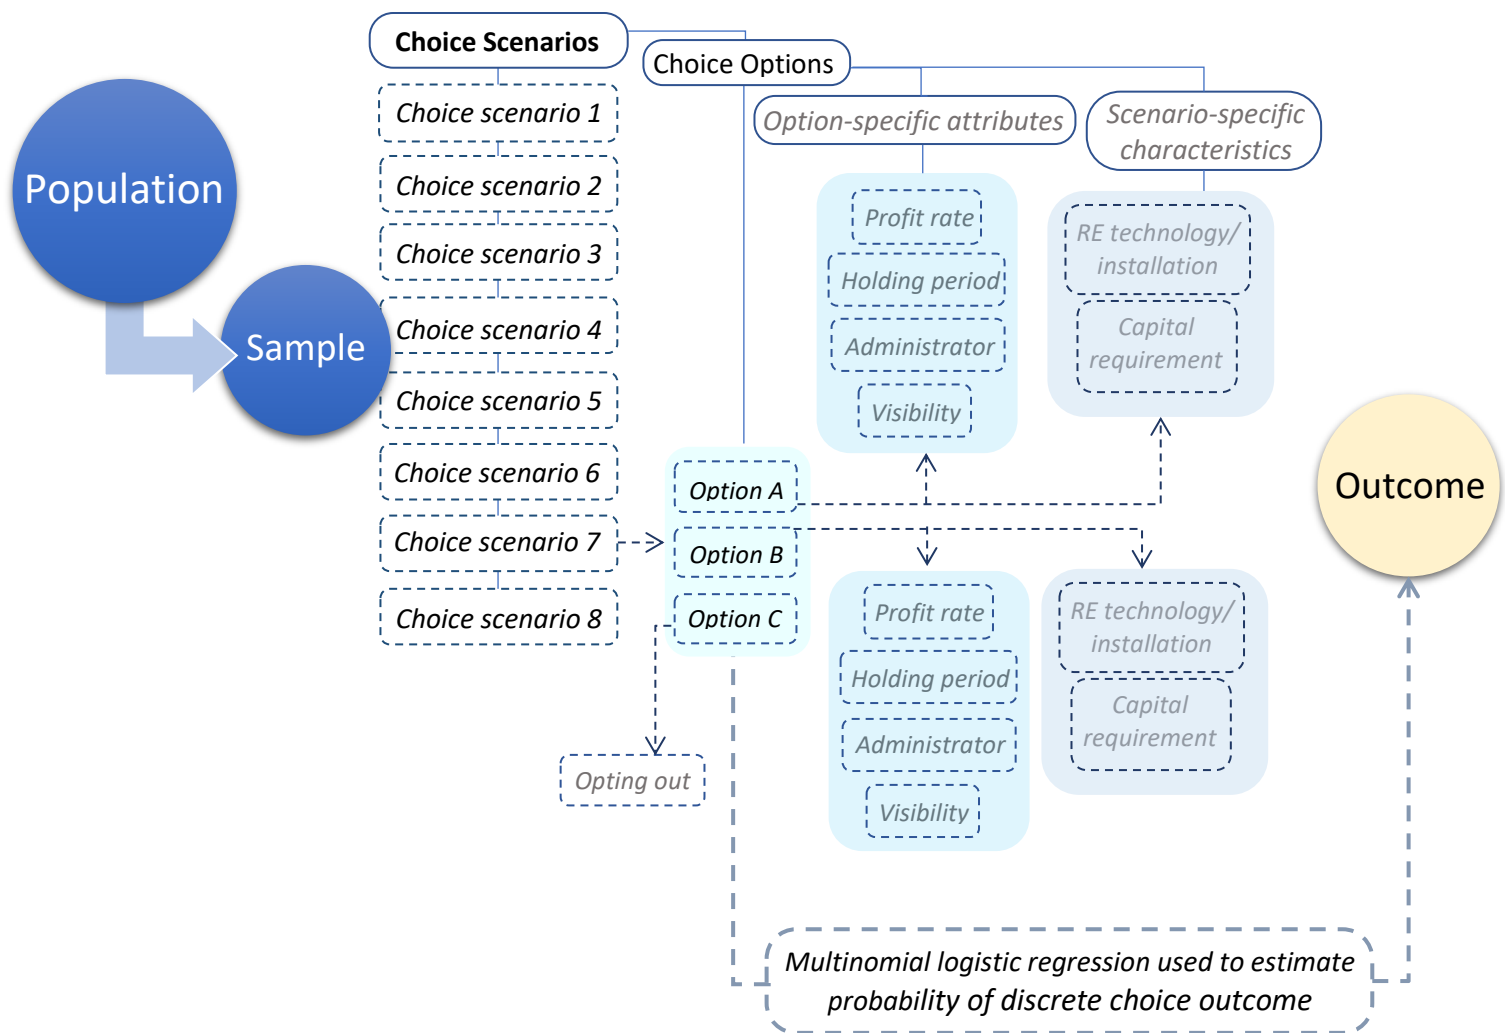 Population
Sample
Choice Scenarios
Choice scenario 1
Choice scenario 2
Choice scenario 3
Choice scenario 4
Choice scenario 5
Choice scenario 6
Choice scenario 7
Choice scenario 8
Choice Options
Option A
Option B
Option C
Opting out
Option-specific attributes
Profit rate
Holding period
Administrator
Visibility
Scenario-specific
characteristics
RE technology/
installation
Capital
requirement
Profit rate
Holding period
Administrator
Visibility
RE technology/
installation
Capital
requirement
Multinomial logistic regression used to estimate
probability of discrete choice outcome
Outcome